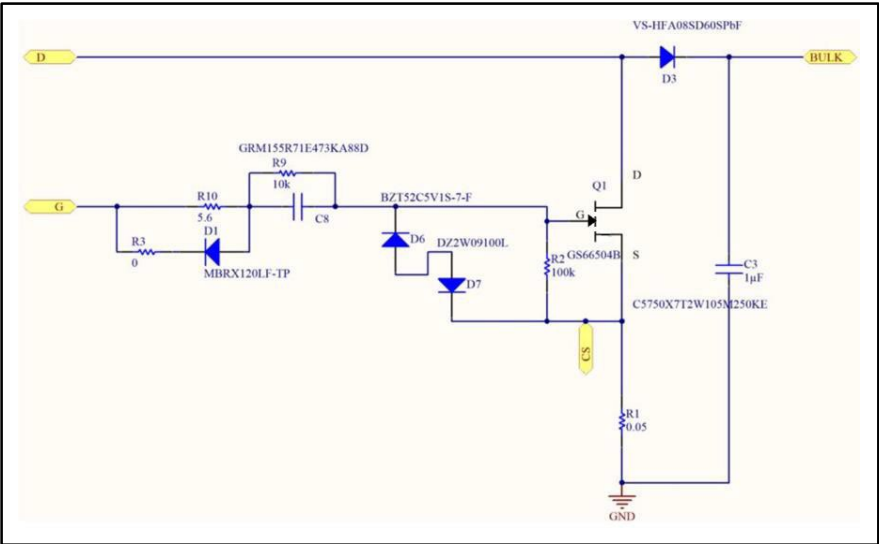 VS-HFA08SD60SPbF
D
BULK
D3
GRM155R71E473KA88D
R9
10k
D
Q1
R10
BZT52C5V1S-7-F
G
5.6
C8
G
D1
D6
DZ2W09100L
R2
GS66504B
S
R3
0
100k
C3
MBRX120LF-TP
D7
1µF
C5750X7T2W105M250KE
CS
R1
0.05
GND